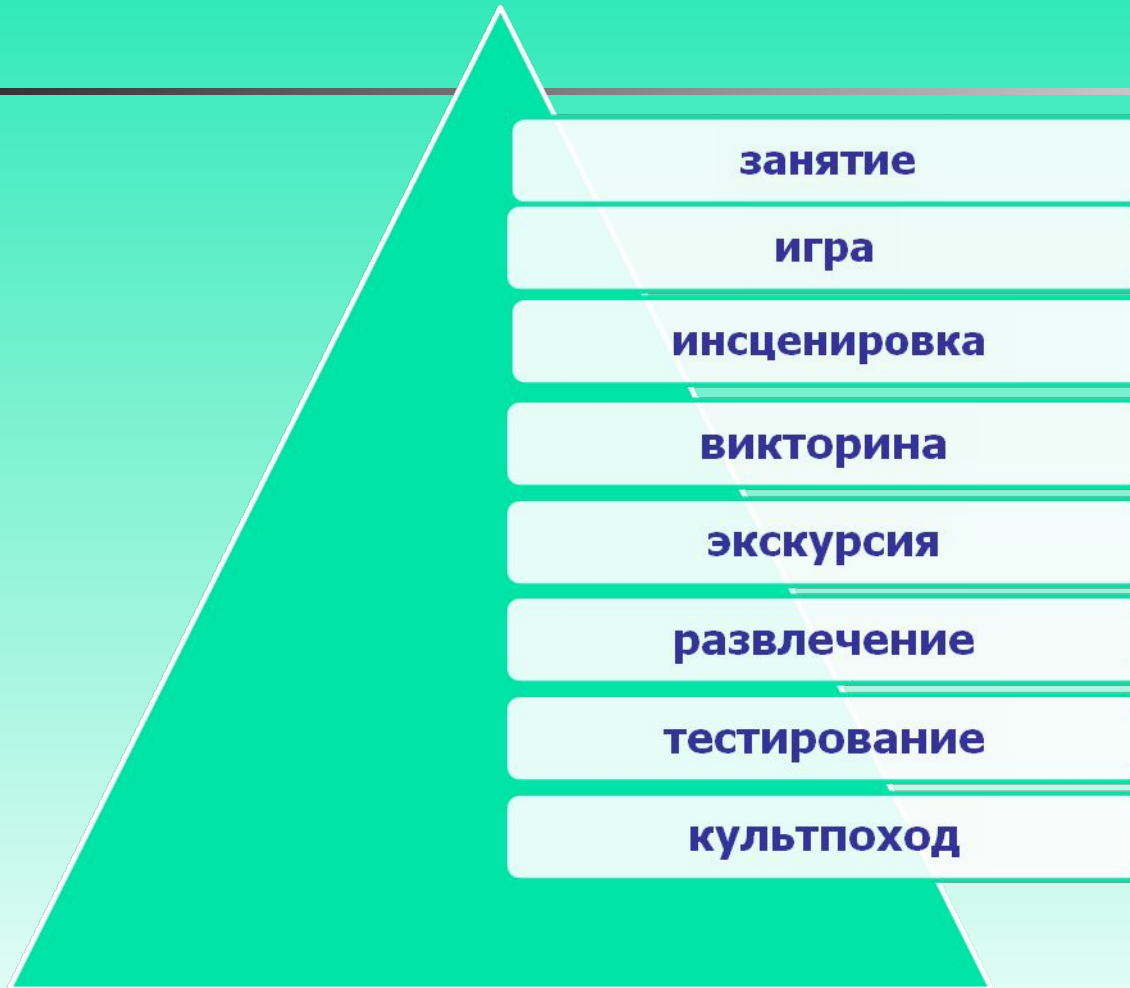 занятие
игра
инсценировка
викторина
экскурсия
развлечение
тестирование
культпоход